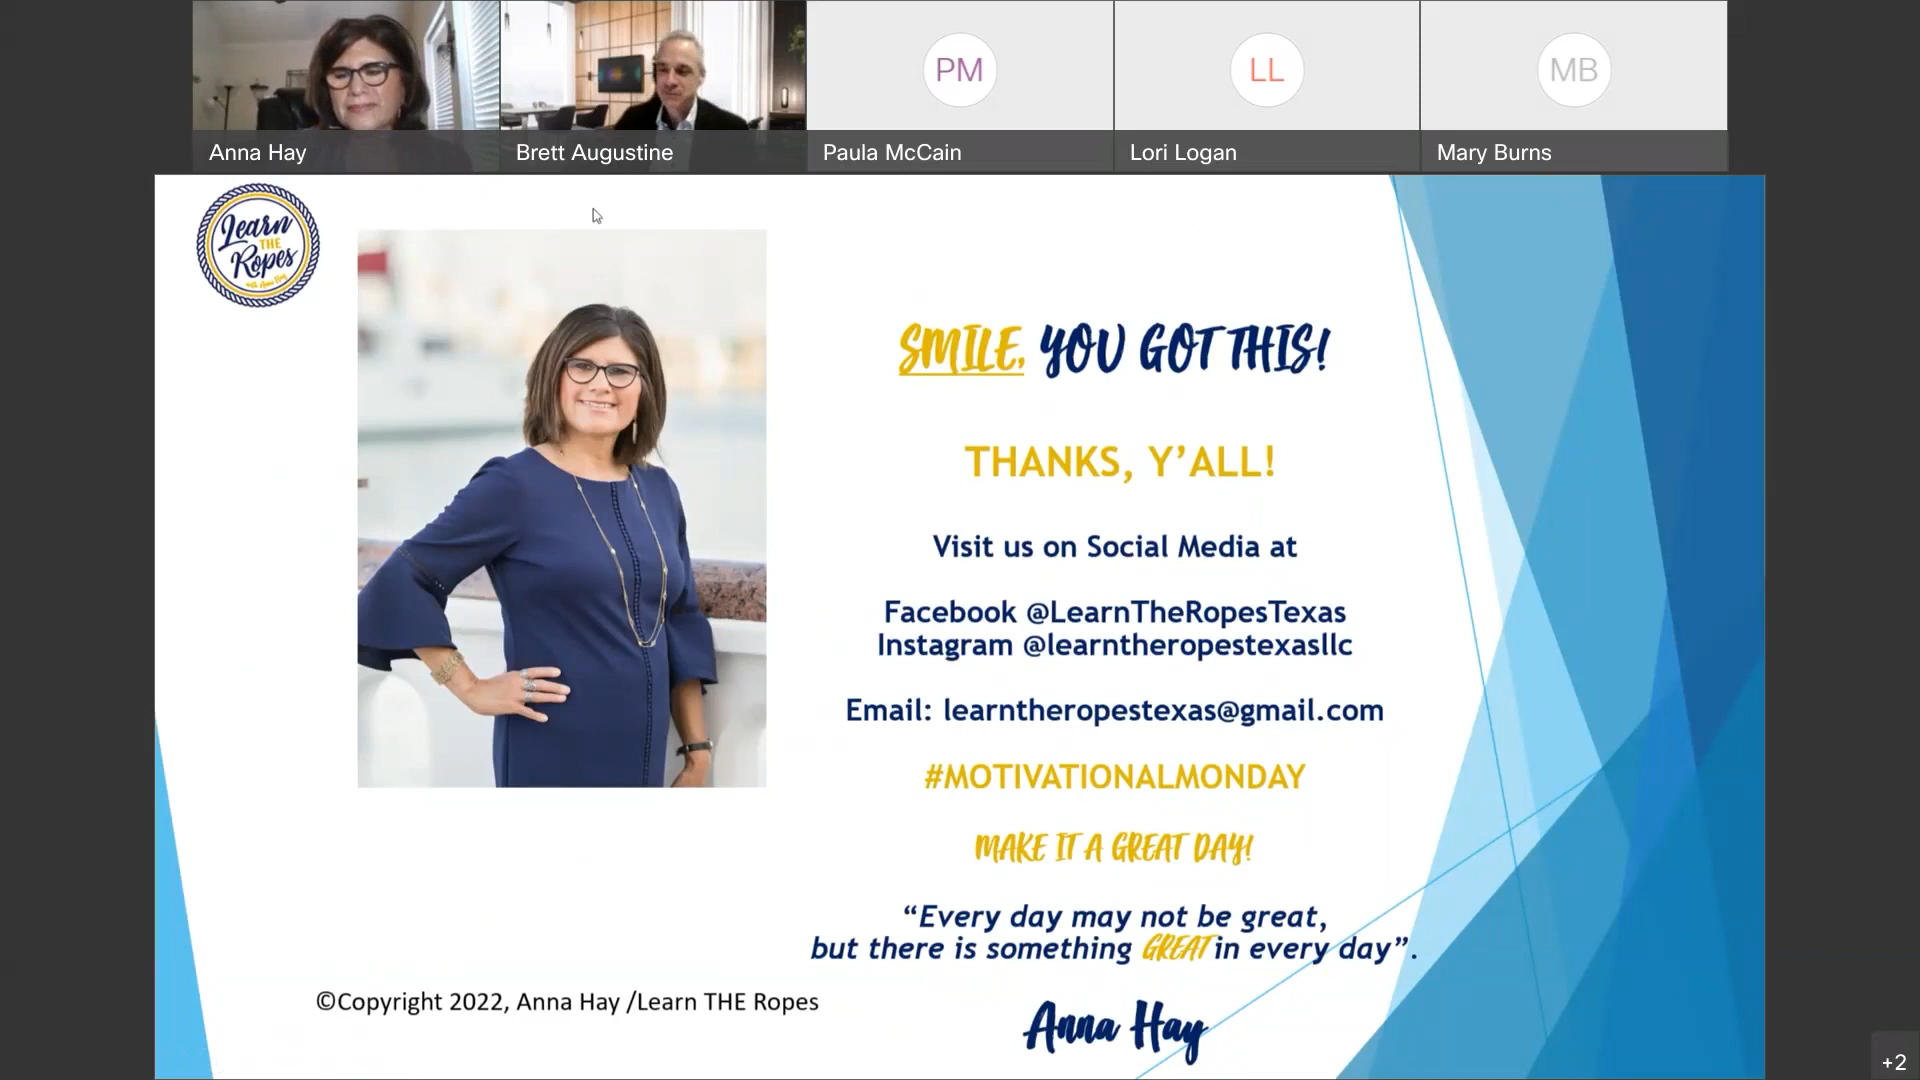 PM
LL
MB
Anna Hay
Brett Augustine
Paula McCain
Lori Logan
Mary Burns
Learn
THE
Ropes
with Anna Hay
SMILE, YOU GOT THIS!
THANKS, Y’ALL!
Visit us on Social Media at
Facebook @LearnTheRopesTexas
Instagram @learntheropestexasllc
Email: learntheropestexas@gmail.com
#MOTIVATIONALMONDAY
MAKE IT A GREAT DAY!
“Every day may not be great,
but there is something GREAT in every day”.
©Copyright 2022, Anna Hay /Learn THE Ropes
Anna Hay
+2